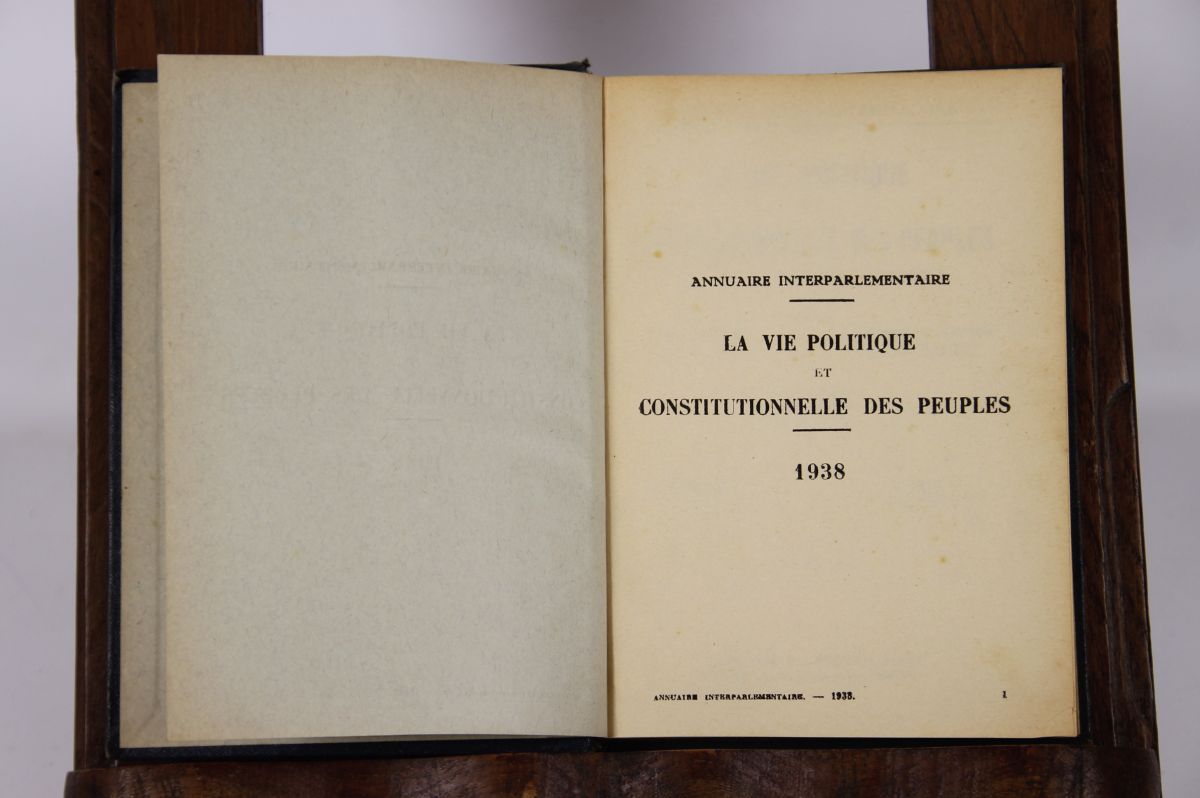 ANNUAIRE INTERPARLEMENTAIRE
LA VIE POLITIQUE
ET
CONSTITUTIONNELLE DES PEUPLES
1938
ANNUAIRE INTERPARLEMENTAIRE. — 1938.
1